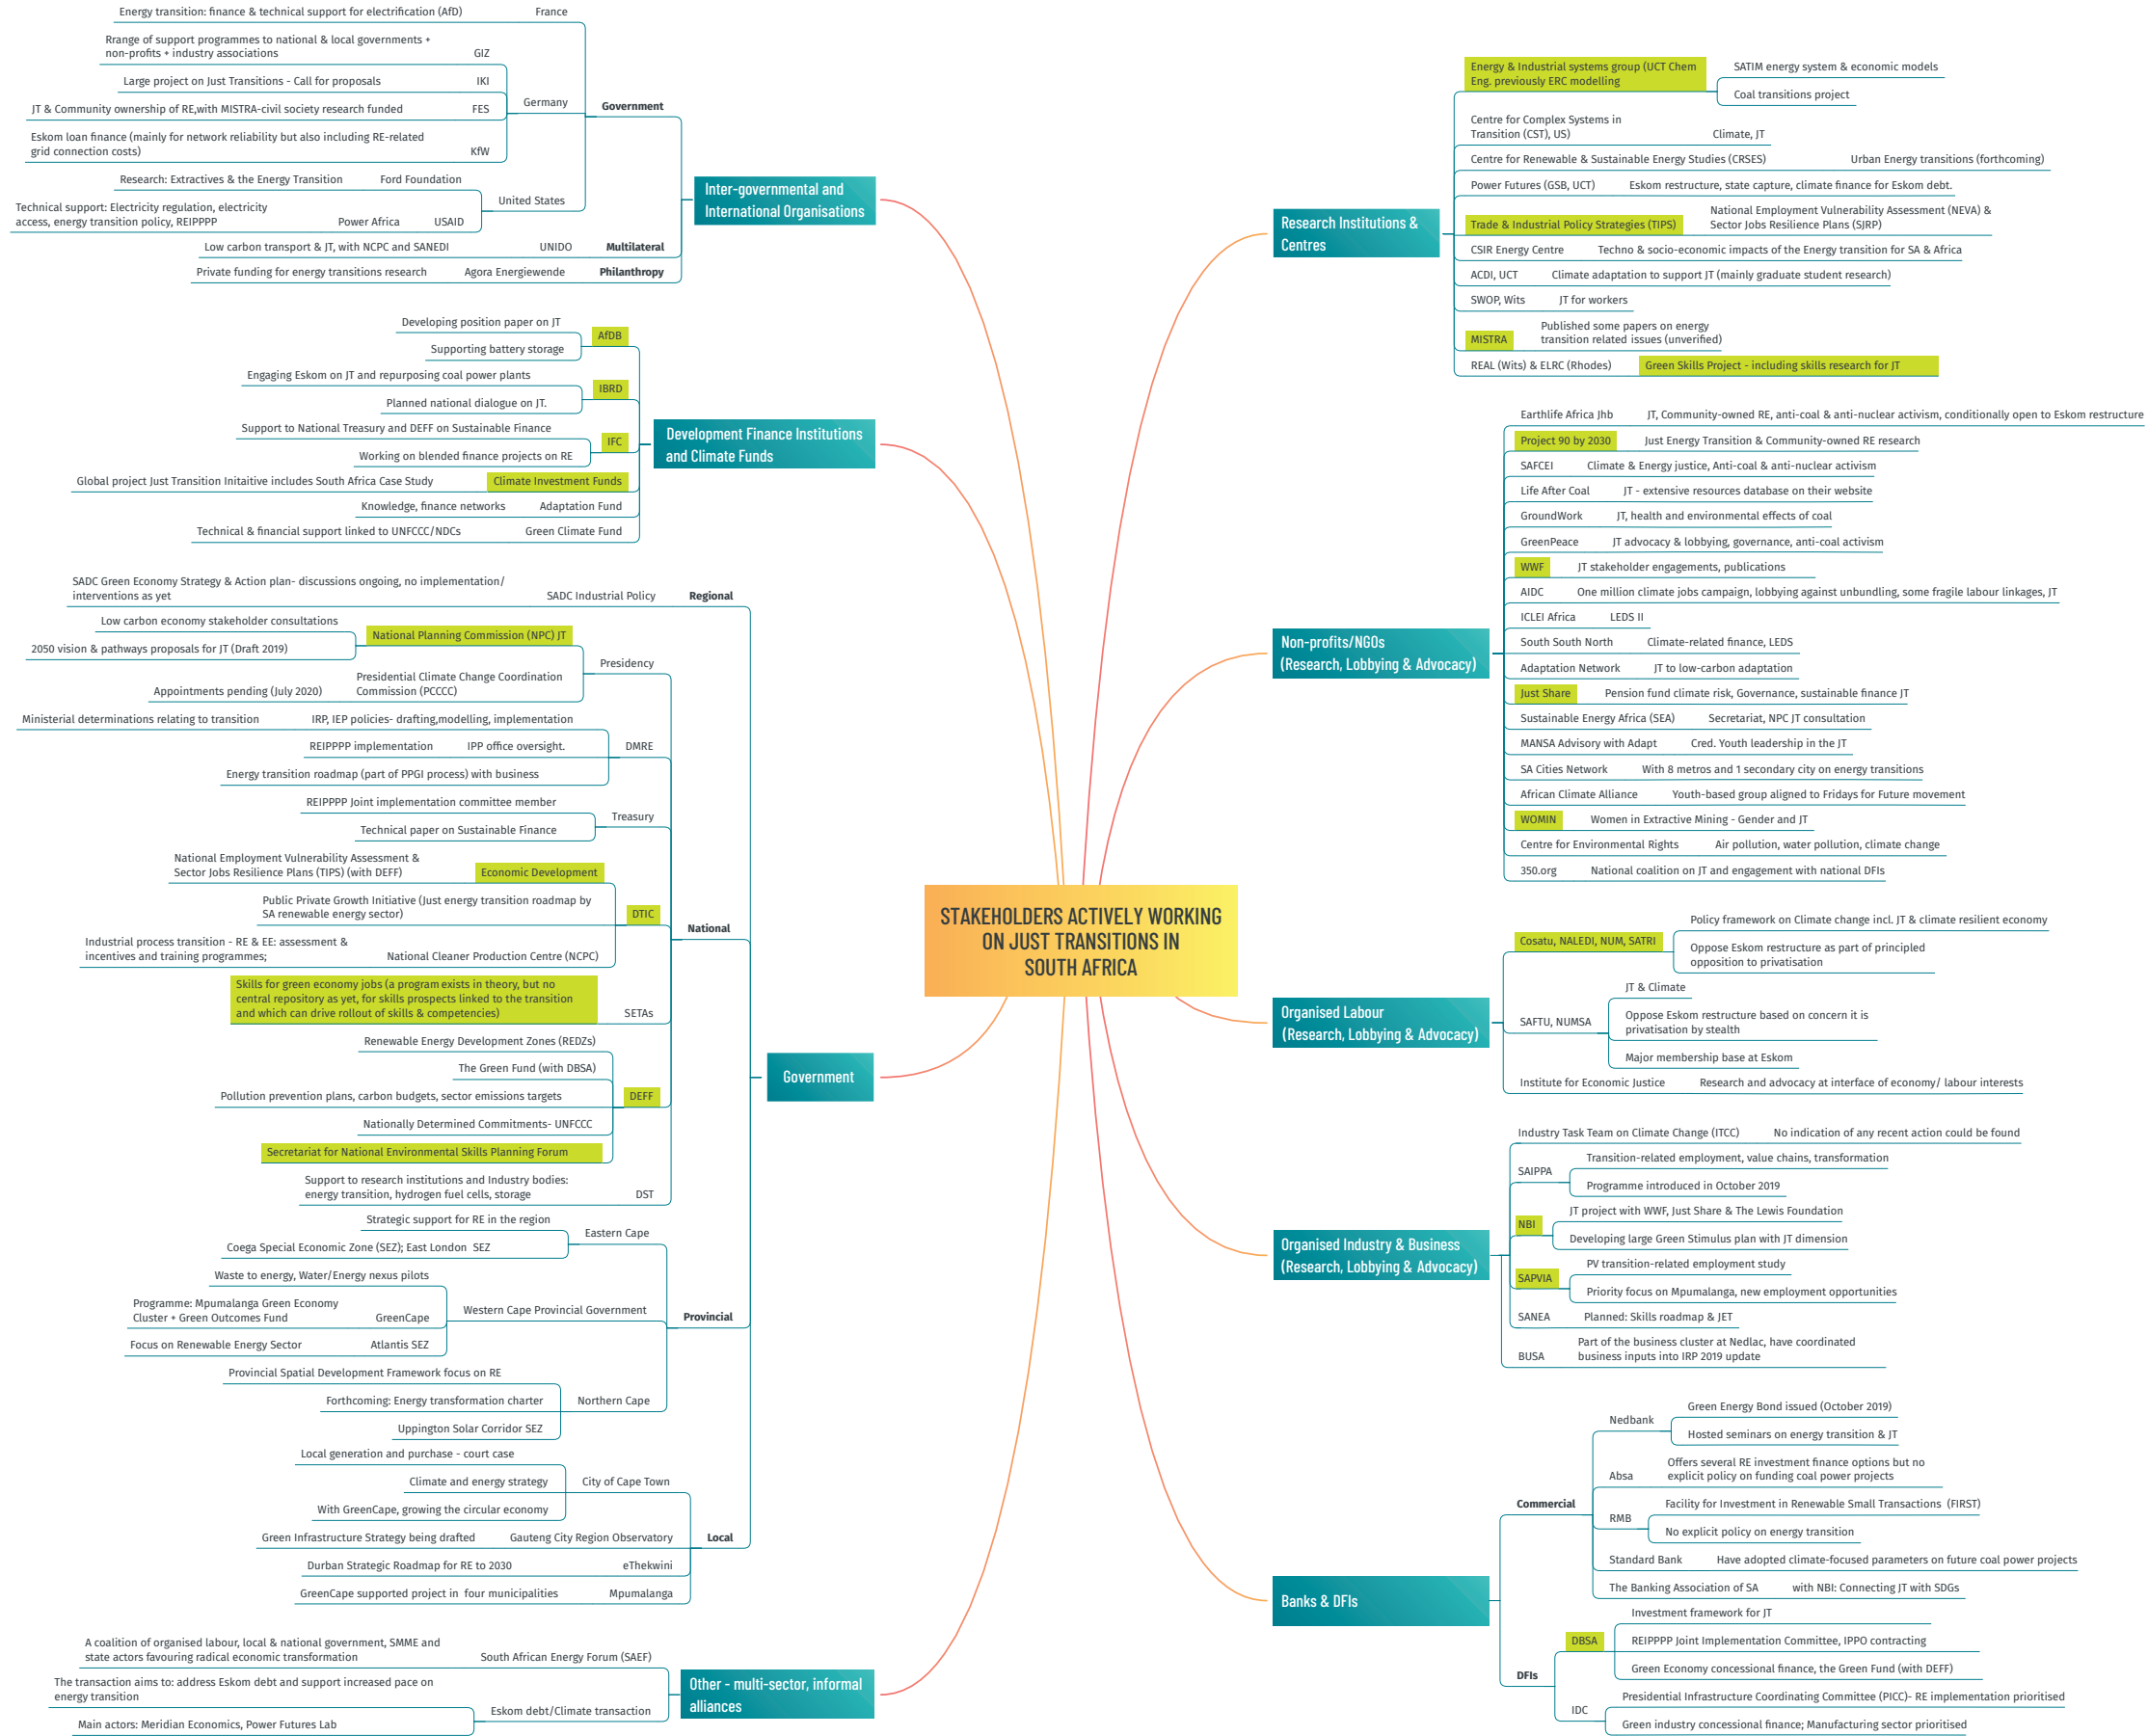 STAKEHOLDERS ACTIVELY WORKING
ON JUST TRANSITIONS IN
SOUTH AFRICA
Inter-governmental and
International Organisations
Government
France
Energy transition: finance & technical support for electrification (AfD)
Germany
GIZ
Rrange of support programmes to national & local governments +
non-profits + industry associations
IKI
Large project on Just Transitions - Call for proposals
FES
JT & Community ownership of RE,with MISTRA-civil society research funded
KfW
Eskom loan finance (mainly for network reliability but also including RE-related
grid connection costs)
United States
Ford Foundation
Research: Extractives & the Energy Transition
USAID
Power Africa
Technical support: Electricity regulation, electricity
access, energy transition policy, REIPPPP
Multilateral
UNIDO
Low carbon transport & JT, with NCPC and SANEDI
Philanthropy
Agora Energiewende
Private funding for energy transitions research
Development Finance Institutions
and Climate Funds
AfDB
Developing position paper on JT
Supporting battery storage
IBRD
Engaging Eskom on JT and repurposing coal power plants
Planned national dialogue on JT.
IFC
Support to National Treasury and DEFF on Sustainable Finance
Working on blended finance projects on RE
Climate Investment Funds
Global project Just Transition Initaitive includes South Africa Case Study
Adaptation Fund
Knowledge, finance networks
Green Climate Fund
Technical & financial support linked to UNFCCC/NDCs
Government
Regional
SADC Industrial Policy
SADC Green Economy Strategy & Action plan- discussions ongoing, no implementation/
interventions as yet
National
Presidency
National Planning Commission (NPC) JT
Low carbon economy stakeholder consultations
2050 vision & pathways proposals for JT (Draft 2019)
Presidential Climate Change Coordination
Commission (PCCCC)
Appointments pending (July 2020)
DMRE
IRP, IEP policies- drafting,modelling, implementation
Ministerial determinations relating to transition
IPP office oversight.
REIPPPP implementation
Energy transition roadmap (part of PPGI process) with business
Treasury
REIPPPP Joint implementation committee member
Technical paper on Sustainable Finance
DTIC
Economic Development
National Employment Vulnerability Assessment &
Sector Jobs Resilience Plans (TIPS) (with DEFF)
Public Private Growth Initiative (Just energy transition roadmap by
SA renewable energy sector)
National Cleaner Production Centre (NCPC)
Industrial process transition - RE & EE: assessment &
incentives and training programmes;
SETAs
Skills for green economy jobs (a program exists in theory, but no
central repository as yet, for skills prospects linked to the transition
and which can drive rollout of skills & competencies)
DEFF
Renewable Energy Development Zones (REDZs)
The Green Fund (with DBSA)
Pollution prevention plans, carbon budgets, sector emissions targets
Nationally Determined Commitments- UNFCCC
Secretariat for National Environmental Skills Planning Forum
DST
Support to research institutions and Industry bodies:
energy transition, hydrogen fuel cells, storage
Provincial
Eastern Cape
Strategic support for RE in the region
Coega Special Economic Zone (SEZ); East London SEZ
Western Cape Provincial Government
Waste to energy, Water/Energy nexus pilots
GreenCape
Programme: Mpumalanga Green Economy
Cluster + Green Outcomes Fund
Atlantis SEZ
Focus on Renewable Energy Sector
Northern Cape
Provincial Spatial Development Framework focus on RE
Forthcoming: Energy transformation charter
Uppington Solar Corridor SEZ
Local
City of Cape Town
Local generation and purchase - court case
Climate and energy strategy
With GreenCape, growing the circular economy
Gauteng City Region Observatory
Green Infrastructure Strategy being drafted
eThekwini
Durban Strategic Roadmap for RE to 2030
Mpumalanga
GreenCape supported project in four municipalities
Other - multi-sector, informal
alliances
South African Energy Forum (SAEF)
A coalition of organised labour, local & national government, SMME and
state actors favouring radical economic transformation
Eskom debt/Climate transaction
The transaction aims to: address Eskom debt and support increased pace on
energy transition
Main actors: Meridian Economics, Power Futures Lab
Research Institutions &
Centres
Energy & Industrial systems group (UCT Chem
Eng. previously ERC modelling
SATIM energy system & economic models
Coal transitions project
Centre for Complex Systems in
Transition (CST), US)
Climate, JT
Centre for Renewable & Sustainable Energy Studies (CRSES)
Urban Energy transitions (forthcoming)
Power Futures (GSB, UCT)
Eskom restructure, state capture, climate finance for Eskom debt.
Trade & Industrial Policy Strategies (TIPS)
National Employment Vulnerability Assessment (NEVA) &
Sector Jobs Resilience Plans (SJRP)
CSIR Energy Centre
Techno & socio-economic impacts of the Energy transition for SA & Africa
ACDI, UCT
Climate adaptation to support JT (mainly graduate student research)
SWOP, Wits
JT for workers
MISTRA
Published some papers on energy
transition related issues (unverified)
REAL (Wits) & ELRC (Rhodes)
Green Skills Project - including skills research for JT
Non-profits/NGOs
(Research, Lobbying & Advocacy)
Earthlife Africa Jhb
JT, Community-owned RE, anti-coal & anti-nuclear activism, conditionally open to Eskom restructure
Project 90 by 2030
Just Energy Transition & Community-owned RE research
SAFCEI
Climate & Energy justice, Anti-coal & anti-nuclear activism
Life After Coal
JT - extensive resources database on their website
GroundWork
JT, health and environmental effects of coal
GreenPeace
JT advocacy & lobbying, governance, anti-coal activism
WWF
JT stakeholder engagements, publications
AIDC
One million climate jobs campaign, lobbying against unbundling, some fragile labour linkages, JT
ICLEI Africa
LEDS II
South South North
Climate-related finance, LEDS
Adaptation Network
JT to low-carbon adaptation
Just Share
Pension fund climate risk, Governance, sustainable finance JT
Sustainable Energy Africa (SEA)
Secretariat, NPC JT consultation
MANSA Advisory with Adapt
Cred. Youth leadership in the JT
SA Cities Network
With 8 metros and 1 secondary city on energy transitions
African Climate Alliance
Youth-based group aligned to Fridays for Future movement
WOMIN
Women in Extractive Mining - Gender and JT
Centre for Environmental Rights
Air pollution, water pollution, climate change
350.org
National coalition on JT and engagement with national DFIs
Organised Labour
(Research, Lobbying & Advocacy)
Cosatu, NALEDI, NUM, SATRI
Policy framework on Climate change incl. JT & climate resilient economy
Oppose Eskom restructure as part of principled
opposition to privatisation
SAFTU, NUMSA
JT & Climate
Oppose Eskom restructure based on concern it is
privatisation by stealth
Major membership base at Eskom
Institute for Economic Justice
Research and advocacy at interface of economy/ labour interests
Organised Industry & Business
(Research, Lobbying & Advocacy)
Industry Task Team on Climate Change (ITCC)
No indication of any recent action could be found
SAIPPA
Transition-related employment, value chains, transformation
Programme introduced in October 2019
NBI
JT project with WWF, Just Share & The Lewis Foundation
Developing large Green Stimulus plan with JT dimension
SAPVIA
PV transition-related employment study
Priority focus on Mpumalanga, new employment opportunities
SANEA
Planned: Skills roadmap & JET
BUSA
Part of the business cluster at Nedlac, have coordinated
business inputs into IRP 2019 update
Banks & DFIs
Commercial
Nedbank
Green Energy Bond issued (October 2019)
Hosted seminars on energy transition & JT
Absa
Offers several RE investment finance options but no
explicit policy on funding coal power projects
RMB
Facility for Investment in Renewable Small Transactions (FIRST)
No explicit policy on energy transition
Standard Bank
Have adopted climate-focused parameters on future coal power projects
The Banking Association of SA
with NBI: Connecting JT with SDGs
DFIs
DBSA
Investment framework for JT
REIPPPP Joint Implementation Committee, IPPO contracting
Green Economy concessional finance, the Green Fund (with DEFF)
IDC
Presidential Infrastructure Coordinating Committee (PICC)- RE implementation prioritised
Green industry concessional finance; Manufacturing sector prioritised